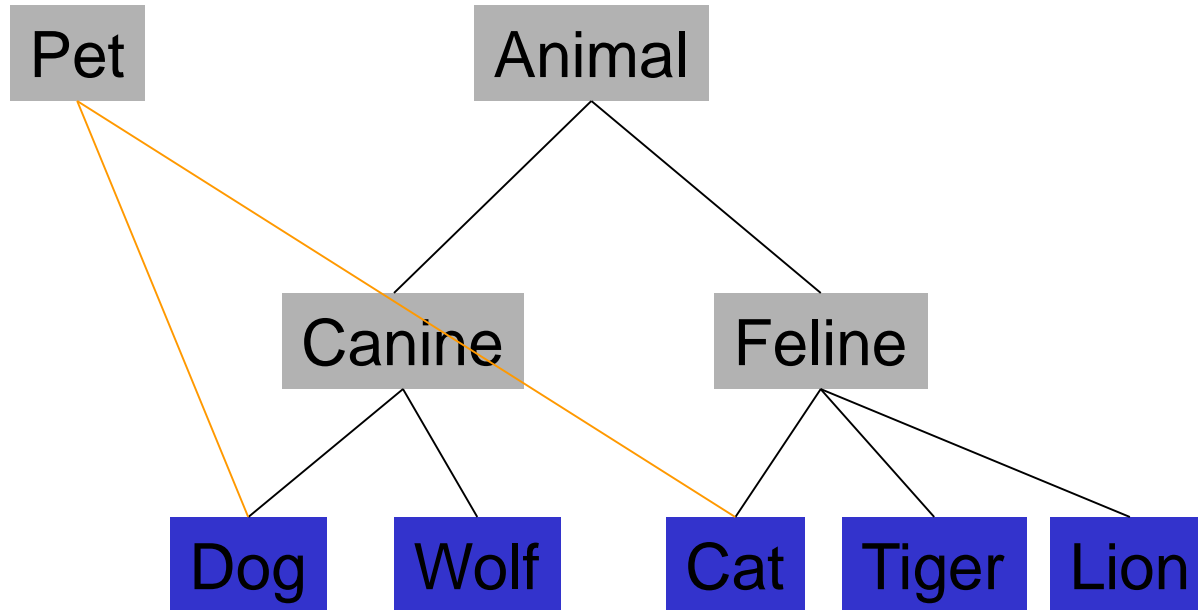 Pet
Animal
Canine
Feline
Dog
Wolf
Cat
Tiger
Lion